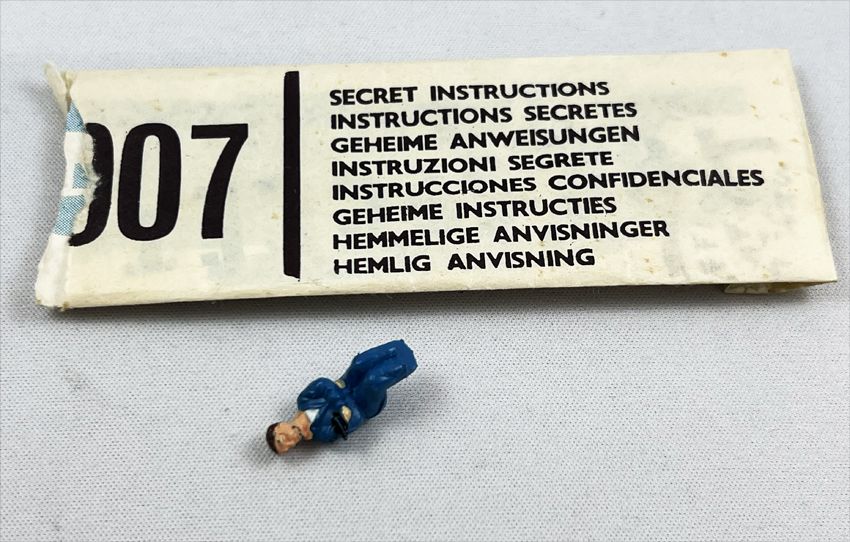 007
SECRET INSTRUCTIONS
INSTRUCTIONS SECRETES
GEHEIME ANWEISUNGEN
INSTRUZIONI SEGRETE
INSTRUCCIONES CONFIDENCIALES
GEHEIME INSTRUCTIES
HEMMELIGE ANVISNINGER
HEMLIG ANVISNING